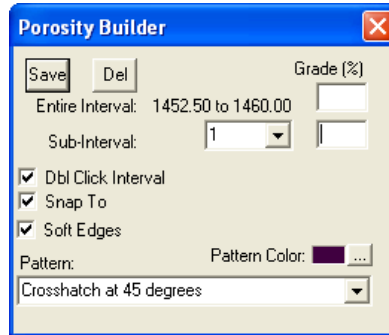 Porosity Builder
Save Del Grade (%)
Entire Interval: 1452.50 to 1460.00
Sub-Interval: 1
Dbl Click Interval
Snap To
Soft Edges
Pattern: Pattern Color: ...
Crosshatch at 45 degrees